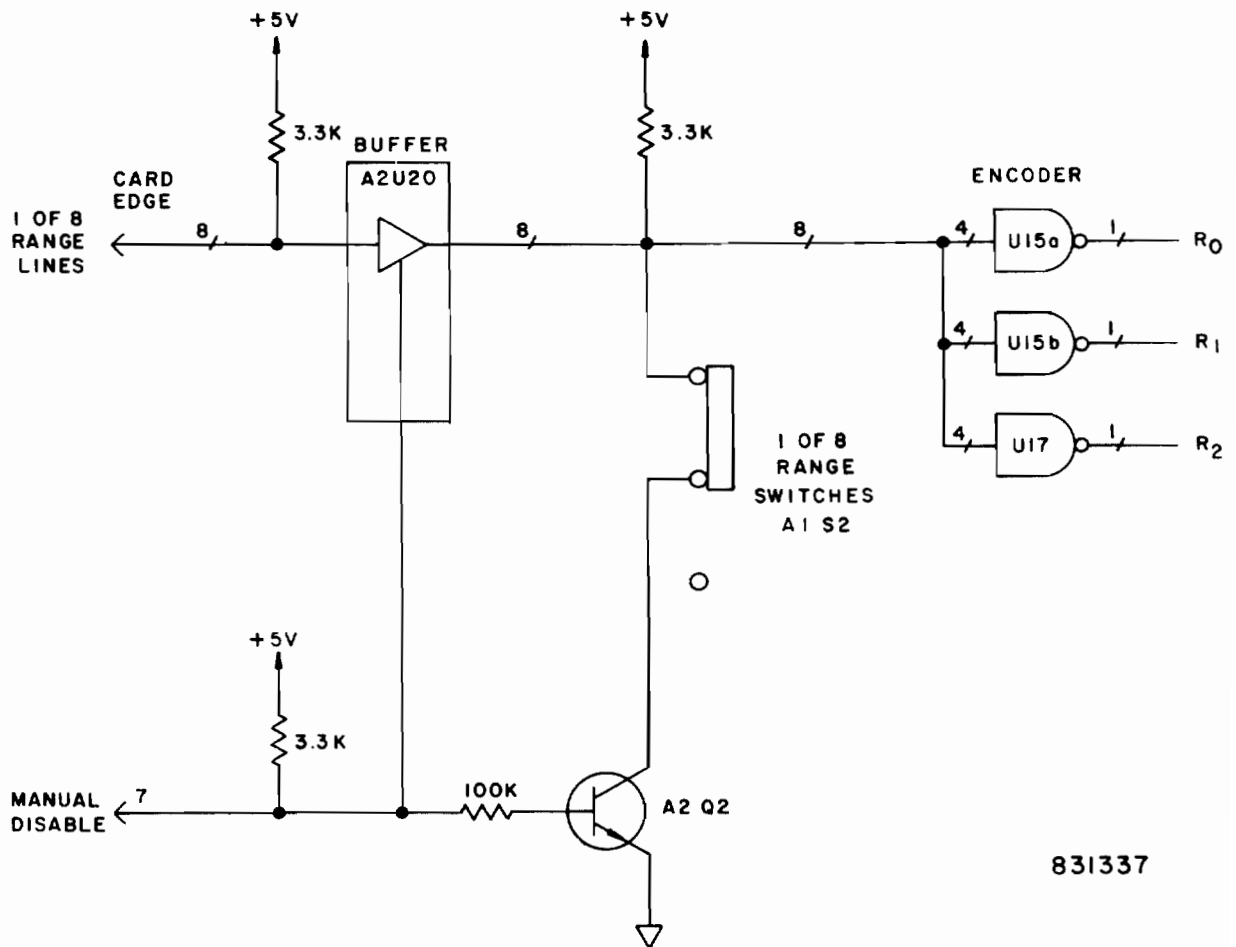 +5V
+5V
3.3K
3.3K
BUFFER
A2U20
CARD
EDGE
ENCODER
1 OF 8
RANGE
LINES
8
8
8
4
U15a
1
R0
4
U15b
1
R1
4
U17
1
R2
1 OF 8
RANGE
SWITCHES
A1 S2
+5V
3.3K
MANUAL
DISABLE
7
100K
A2 Q2
831337